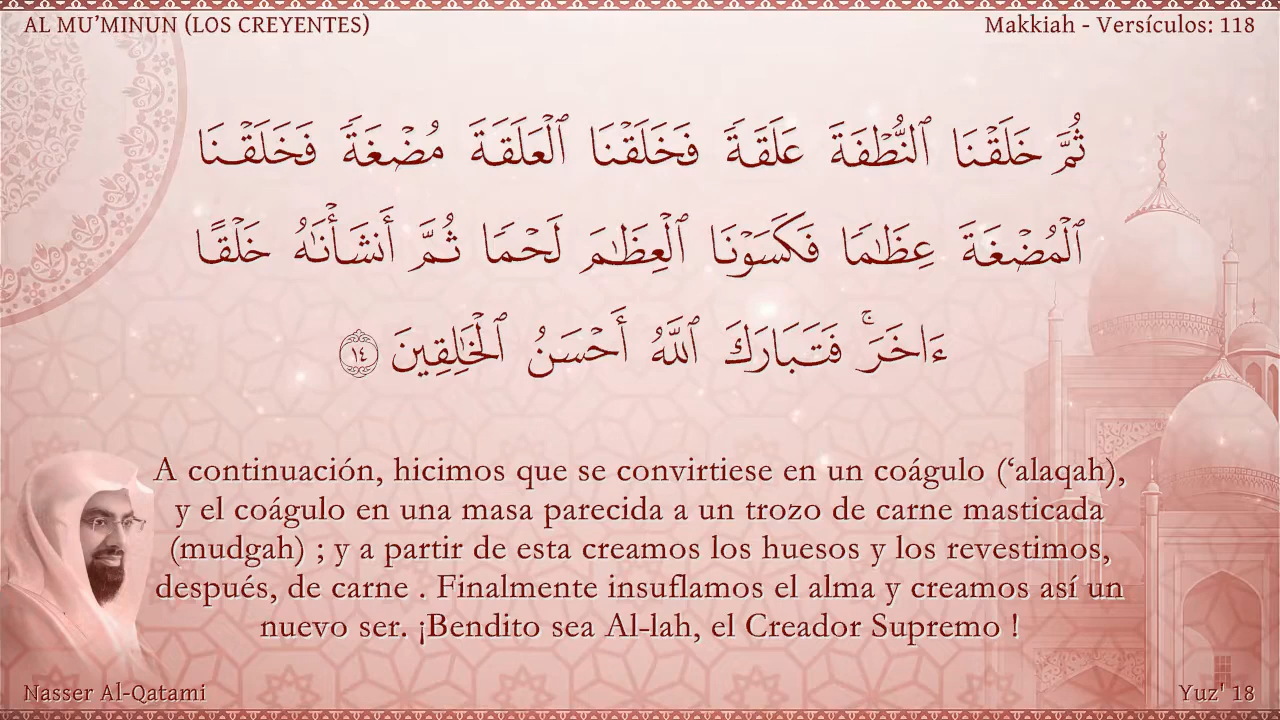 AL MU’MINUN (LOS CREYENTES)
Makkiah - Versículos: 118
ثُمَّ خَلَقْنَا ٱلنُّطْفَةَ عَلَقَةً فَخَلَقْنَا ٱلْعَلَقَةَ مُضْغَةً فَخَلَقْنَا
ٱلْمُضْغَةَ عِظَٰمًا فَكَسَوْنَا ٱلْعِظَٰمَ لَحْمًا ثُمَّ أَنشَأْنَٰهُ خَلْقًا
ءَاخَرَ ۚ فَتَبَارَكَ ٱللَّهُ أَحْسَنُ ٱلْخَٰلِقِينَ ١٤
A continuación, hicimos que se convirtiese en un coágulo (‘alaqah),
y el coágulo en una masa parecida a un trozo de carne masticada
(mudgah) ; y a partir de esta creamos los huesos y los revestimos,
después, de carne . Finalmente insuflamos el alma y creamos así un
nuevo ser. ¡Bendito sea Al-lah, el Creador Supremo !
Nasser Al-Qatami
Yuz' 18